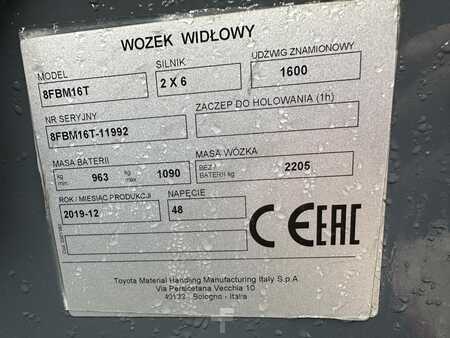 WOZEK WIDŁOWY
MODEL SILNIK UDŹWIG ZNAMIONOWY
8FBM16T 2 X 6 1600
NR SERYJNY ZACZEP DO HOLOWANIA (1h)
8FBM16T-11992
MASA BATERII MASA WÓZKA
kg min. 963 kg max 1090 BEZ BATERII kg 2205
ROK / MIESIĄC PRODUKCJI NAPĘCIE
2019-12 48
CE EAC
Toyota Material Handling Manufacturing Italy S.p.A
Via Persicetana Vecchia 10
40132 - Bologna - Italia